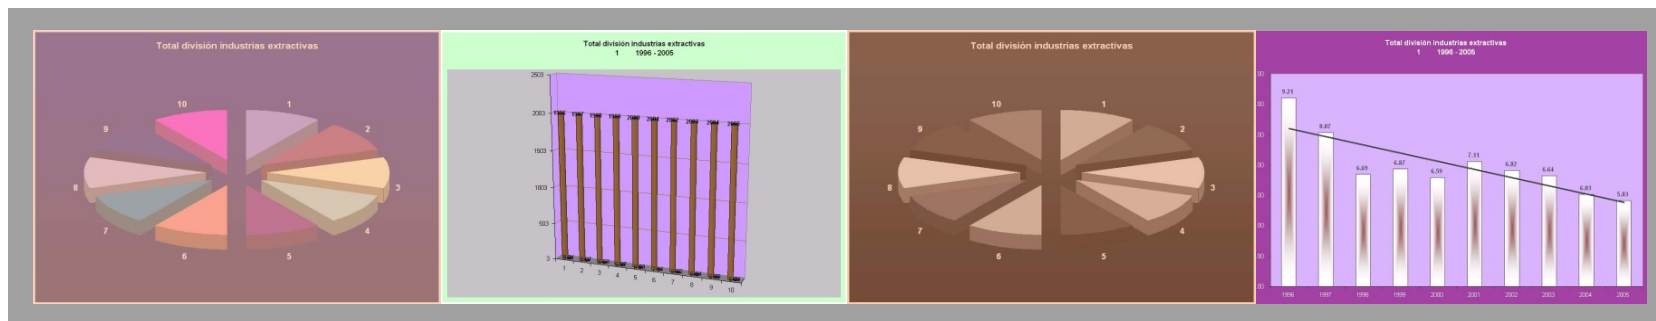 Total división industrias extractivas
10 1
9 2
8 3
7 4
6 5
Total división industrias extractivas
1 1996 - 2005
2503
2003
1503
1003
503
3
1 2 3 4 5 6 7 8 9 10
Total división industrias extractivas
10 1
9 2
8 3
7 4
6 5
Total división industrias extractivas
1 1996 - 2005
9.21
8.07
7.11
6.69 6.87 6.59 6.82 6.64
5.83
1996 1997 1998 1999 2000 2001 2002 2003 2004 2005